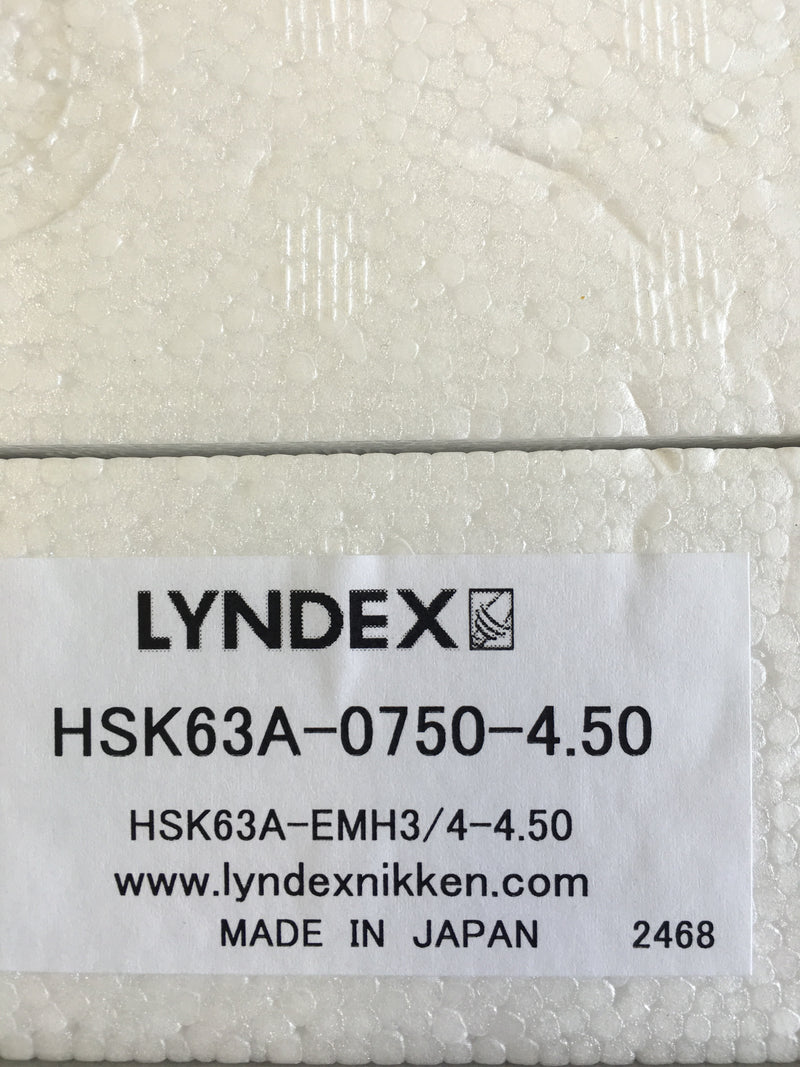 LYNDEX
HSK63A-0750-4.50
HSK63A-EMH3/4-4.50
www.lyndexnikken.com
MADE IN JAPAN 2468